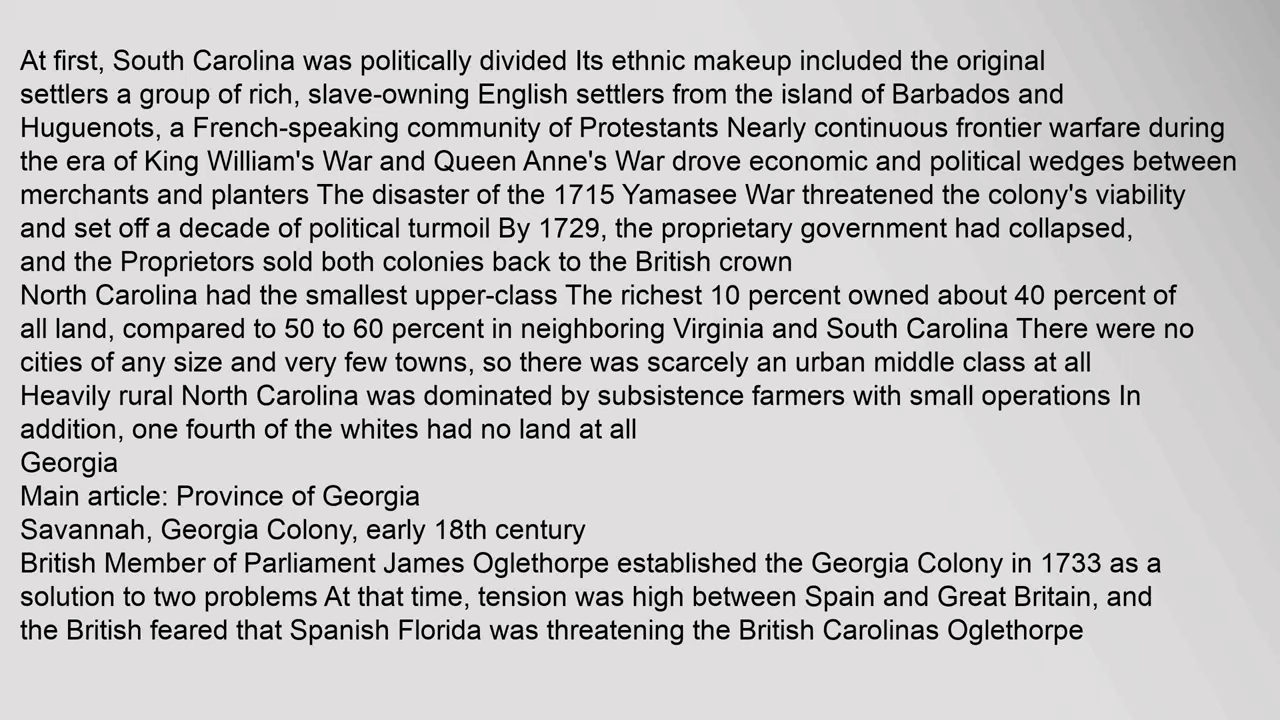 At first, South Carolina was politically divided Its ethnic makeup included the original
settlers a group of rich, slave-owning English settlers from the island of Barbados and
Huguenots, a French-speaking community of Protestants Nearly continuous frontier warfare during
the era of King William's War and Queen Anne's War drove economic and political wedges between
merchants and planters The disaster of the 1715 Yamasee War threatened the colony's viability
and set off a decade of political turmoil By 1729, the proprietary government had collapsed,
and the Proprietors sold both colonies back to the British crown
North Carolina had the smallest upper-class The richest 10 percent owned about 40 percent of
all land, compared to 50 to 60 percent in neighboring Virginia and South Carolina There were no
cities of any size and very few towns, so there was scarcely an urban middle class at all
Heavily rural North Carolina was dominated by subsistence farmers with small operations In
addition, one fourth of the whites had no land at all
Georgia
Main article: Province of Georgia
Savannah, Georgia Colony, early 18th century
British Member of Parliament James Oglethorpe established the Georgia Colony in 1733 as a
solution to two problems At that time, tension was high between Spain and Great Britain, and
the British feared that Spanish Florida was threatening the British Carolinas Oglethorpe